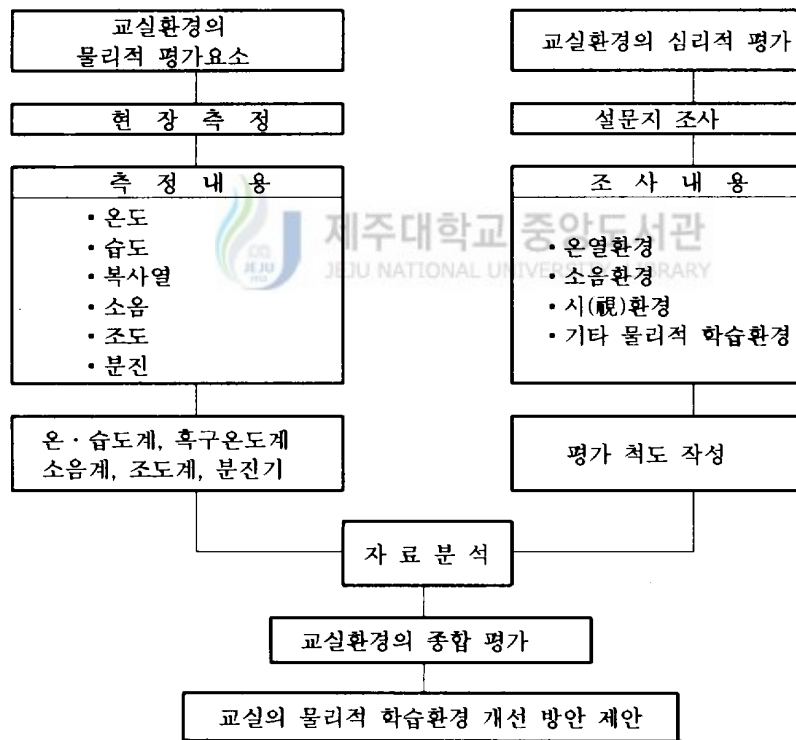 교실환경의
물리적 평가요소
현 장 측 정
측 정 내 용
• 온도
• 습도
• 복사열
• 소음
• 조도
• 분진
온 · 습도계, 흑구온도계
소음계, 조도계, 분진기
교실환경의 심리적 평가
설문지 조사
조 사 내 용
• 온열환경
• 소음환경
• 시(視)환경
• 기타 물리적 학습환경
평가 척도 작성
자 료 분 석
교실환경의 종합 평가
교실의 물리적 학습환경 개선 방안 제안
제주대학교 중앙도서관
JEJU NATIONAL UNIVERSITY LIBRARY
JEJU
1952